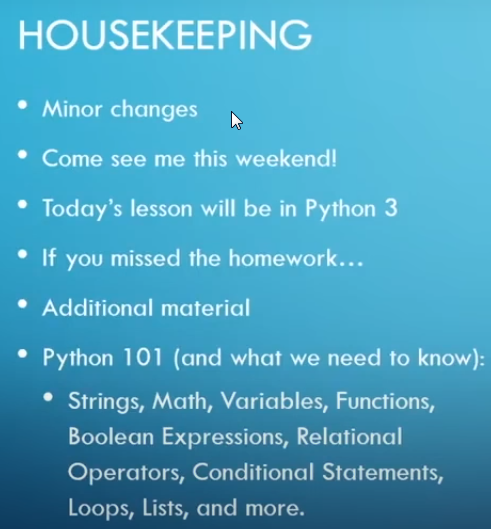 HOUSEKEEPING
• Minor changes
• Come see me this weekend!
• Today's lesson will be in Python 3
• If you missed the homework...
• Additional material
• Python 101 (and what we need to know):
• Strings, Math, Variables, Functions,
Boolean Expressions, Relational
Operators, Conditional Statements,
Loops, Lists, and more.